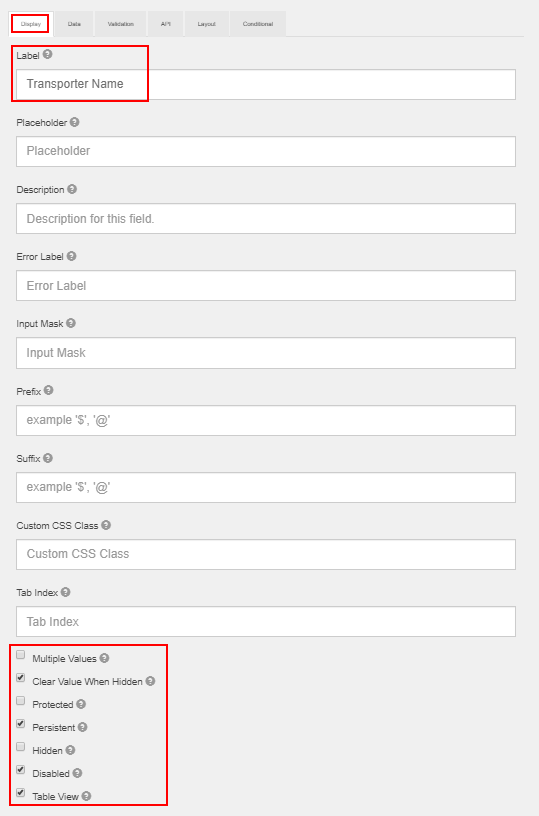 Display Data Validation API Layout Conditional
Label
Transporter Name
Placeholder
Placeholder
Description
Description for this field.
Error Label
Error Label
Input Mask
Input Mask
Prefix
example '$', '@'
Suffix
example '$', '@'
Custom CSS Class
Custom CSS Class
Tab Index
Tab Index
Multiple Values
Clear Value When Hidden
Protected
Persistent
Hidden
Disabled
Table View